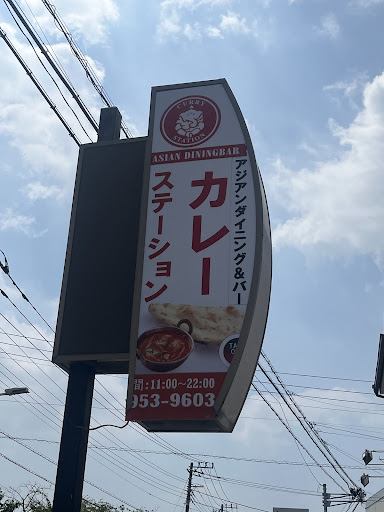 CURRY
STATION
ASIAN DININGBAR
アジアンダイニング&バー
カレー
ステーション
間:11:00~22:00
953-9603